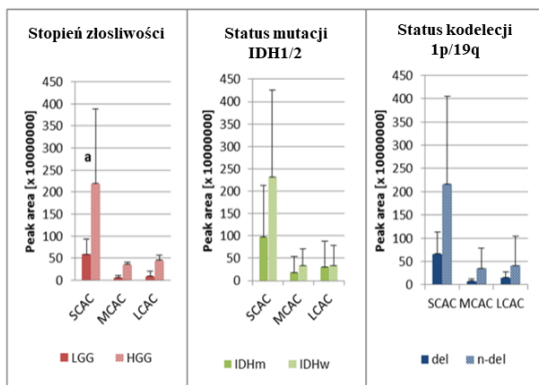 Stopień złosliwości
Peak area [x 10000000]
450
400
350
300
250
200
150
100
50
0
a
SCAC MCAC LCAC
LGG HGG
Status mutacji
IDH1/2
Peak area [x 10000000]
450
400
350
300
250
200
150
100
50
0
SCAC MCAC LCAC
IDHm IDHw
Status kodelecji
1p/19q
Peak area [x 10000000]
450
400
350
300
250
200
150
100
50
0
SCAC MCAC LCAC
del n-del